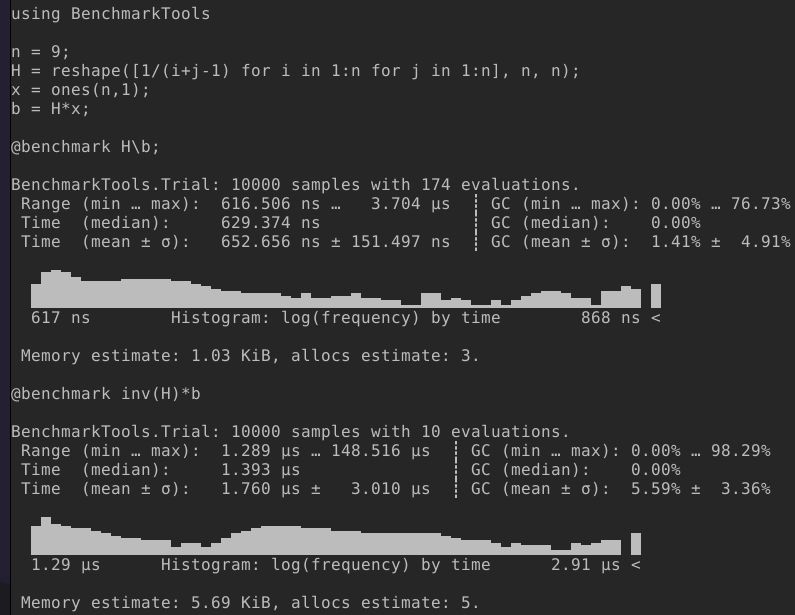 using BenchmarkTools
n = 9;
H = reshape([1/(i+j-1) for i in 1:n for j in 1:n], n, n);
x = ones(n,1);
b = H*x;
@benchmark H\b;
BenchmarkTools.Trial: 10000 samples with 174 evaluations.
Range (min … max): 616.506 ns … 3.704 μs ┊ GC (min … max): 0.00% … 76.73%
Time (median): 629.374 ns ┊ GC (median): 0.00%
Time (mean ± σ): 652.656 ns ± 151.497 ns ┊ GC (mean ± σ): 1.41% ± 4.91%
617 ns Histogram: log(frequency) by time 868 ns <
Memory estimate: 1.03 KiB, allocs estimate: 3.
@benchmark inv(H)*b
BenchmarkTools.Trial: 10000 samples with 10 evaluations.
Range (min … max): 1.289 μs … 148.516 μs ┊ GC (min … max): 0.00% … 98.29%
Time (median): 1.393 μs ┊ GC (median): 0.00%
Time (mean ± σ): 1.760 μs ± 3.010 μs ┊ GC (mean ± σ): 5.59% ± 3.36%
1.29 μs Histogram: log(frequency) by time 2.91 μs <
Memory estimate: 5.69 KiB, allocs estimate: 5.